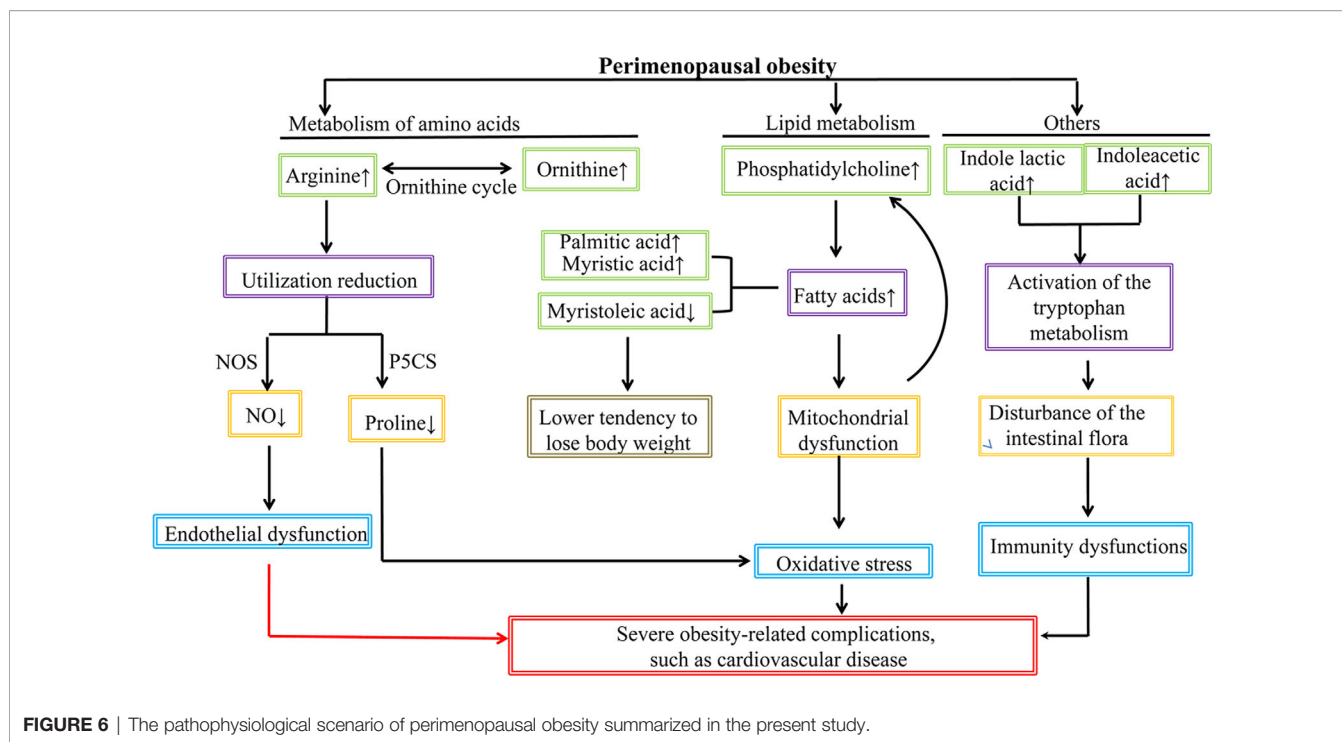 Perimenopausal obesity
Metabolism of amino acids
Lipid metabolism
Others
Arginine↑
Ornithine cycle
Ornithine↑
Phosphatidylcholine↑
Indole lactic
acid↑
Indoleacetic
acid↑
Utilization reduction
Palmitic acid↑
Myristic acid↑
Myristoleic acid↓
Fatty acids↑
Activation of the
tryptophan
metabolism
NOS
P5CS
NO↓
Proline↓
Lower tendency to
lose body weight
Mitochondrial
dysfunction
Disturbance of the
intestinal flora
Endothelial dysfunction
Oxidative stress
Immunity dysfunctions
Severe obesity-related complications,
such as cardiovascular disease
FIGURE 6 | The pathophysiological scenario of perimenopausal obesity summarized in the present study.